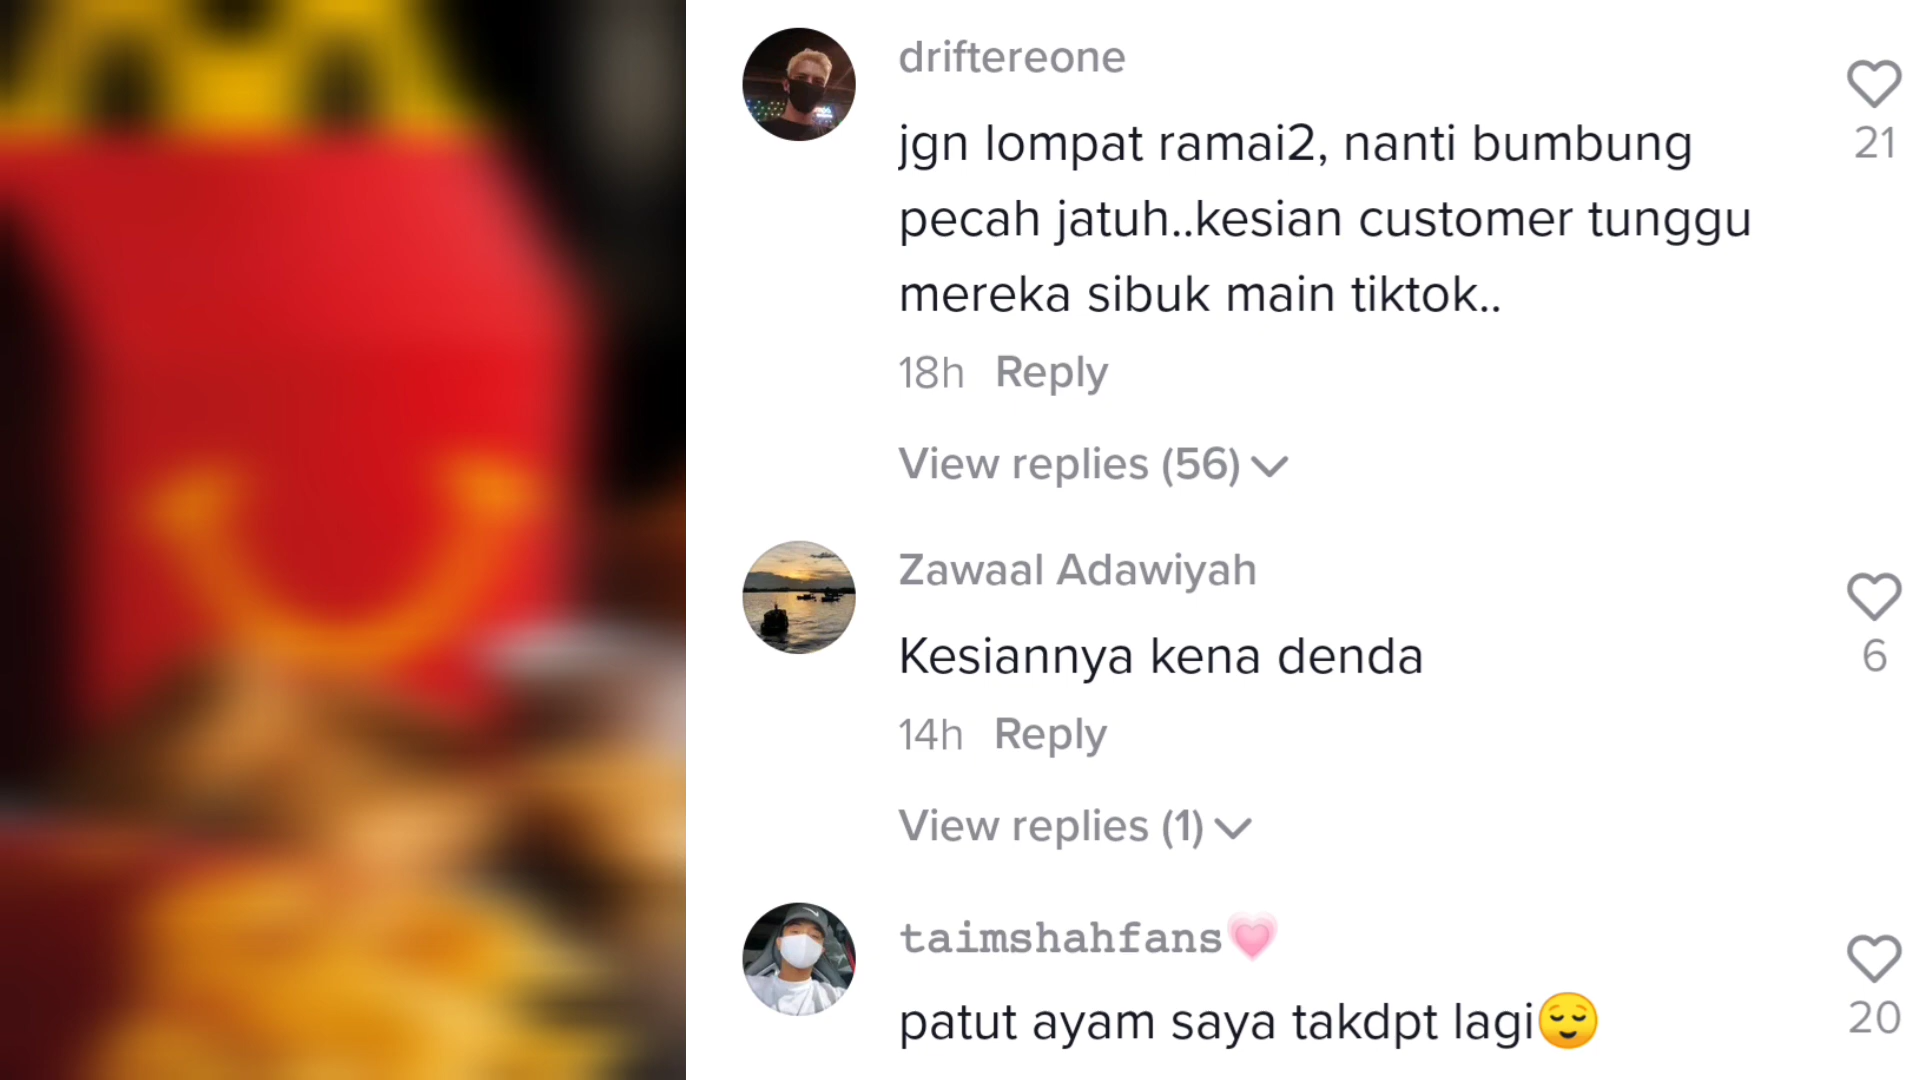 driftereone
jgn lompat ramai2, nanti bumbung
pecah jatuh..kesian customer tunggu
mereka sibuk main tiktok..
21
18h Reply
View replies (56)
Zawaal Adawiyah
Kesiannya kena denda
6
14h Reply
View replies (1)
taimshahfans💗
patut ayam saya takdpt lagi😌
20